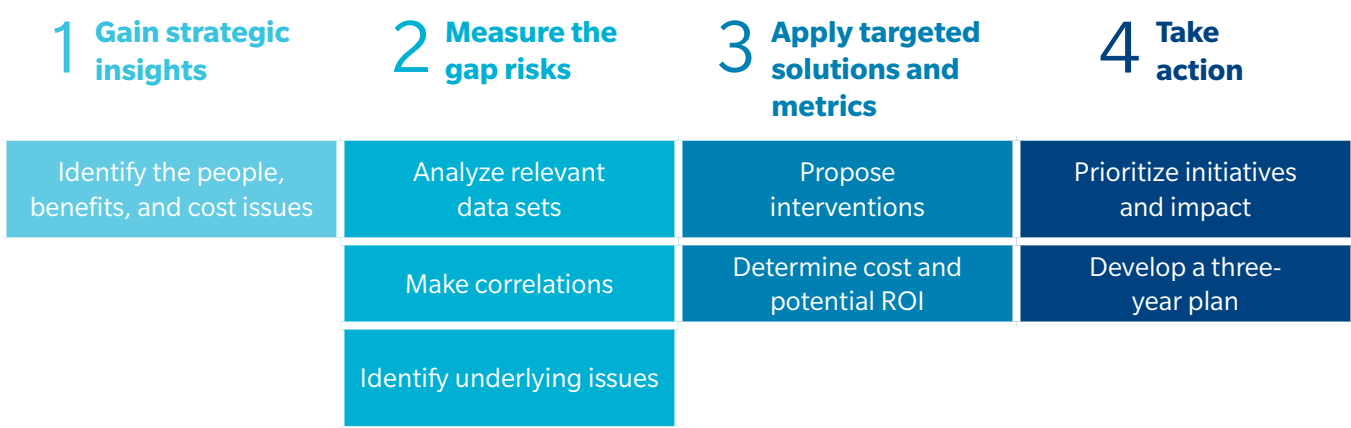 1
Gain strategic
insights
2
Measure the
gap risks
3
Apply targeted
solutions and
metrics
4
Take
action
Identify the people,
benefits, and cost issues
Analyze relevant
data sets
Propose
interventions
Prioritize initiatives
and impact
Make correlations
Determine cost and
potential ROI
Develop a three-
year plan
Identify underlying issues